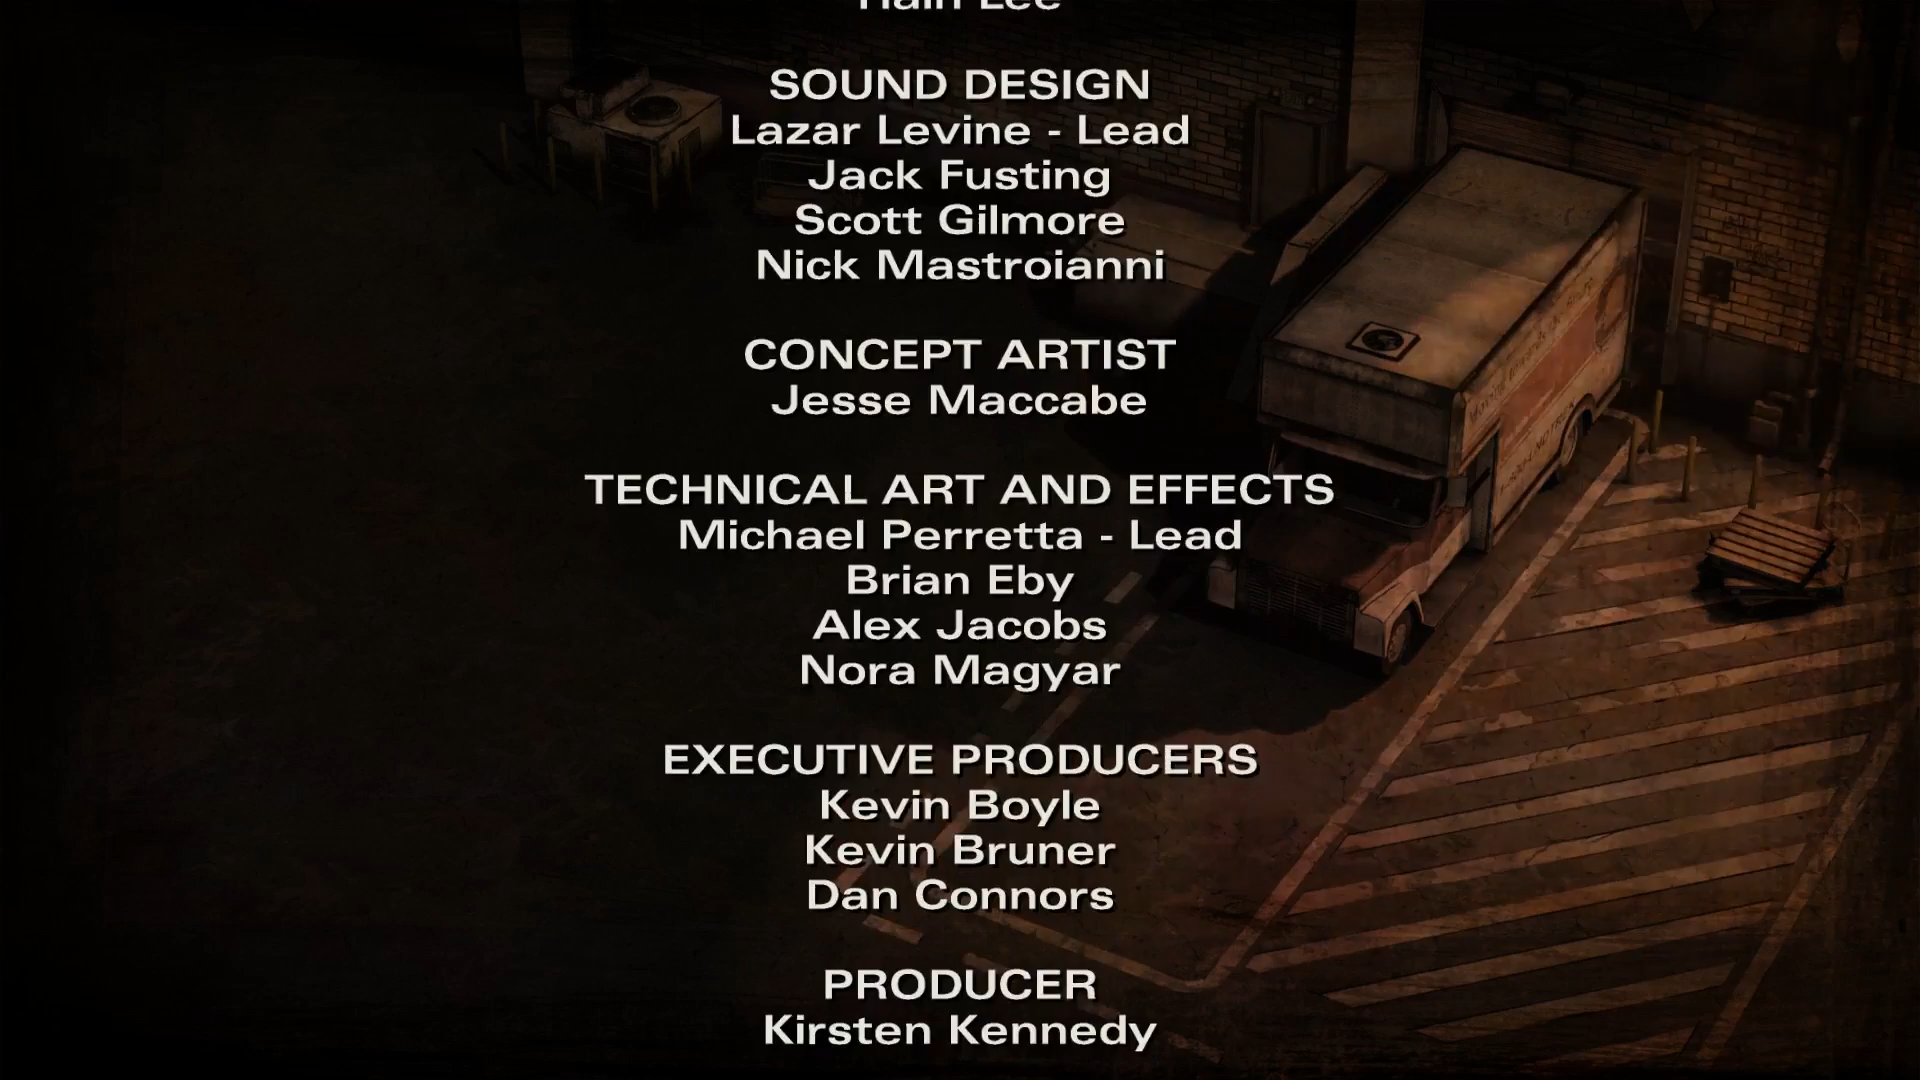 SOUND DESIGN
Lazar Levine - Lead
Jack Fusting
Scott Gilmore
Nick Mastroianni
CONCEPT ARTIST
Jesse Maccabe
TECHNICAL ART AND EFFECTS
Michael Perretta - Lead
Brian Eby
Alex Jacobs
Nora Magyar
EXECUTIVE PRODUCERS
Kevin Boyle
Kevin Bruner
Dan Connors
PRODUCER
Kirsten Kennedy